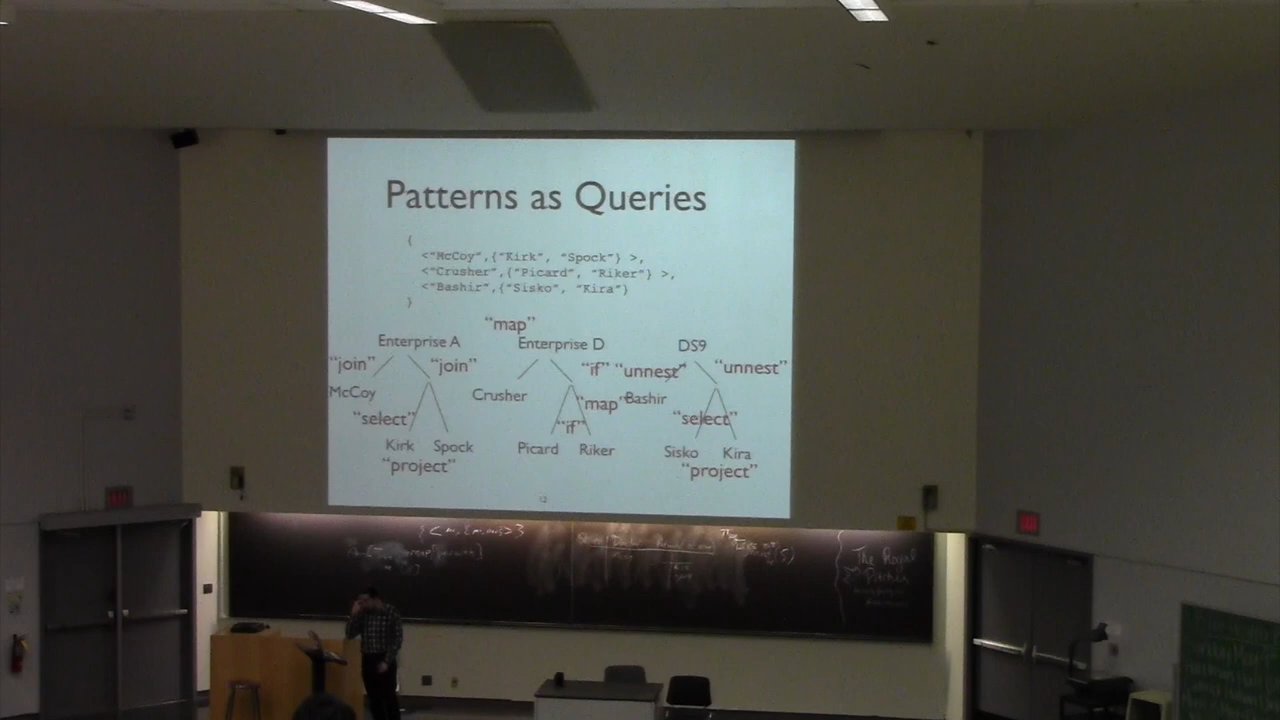 Patterns as Queries
{
<"McCoy",{"Kirk", "Spock"} >,
<"Crusher",{"Picard", "Riker"} >,
<"Bashir",{"Sisko", "Kira"}
}
"map"
Enterprise A Enterprise D DS9
"join" "join" "if" "unnest" "unnest"
McCoy Crusher "map" Bashir
"select" "if" "select"
Kirk Spock Picard Riker Sisko Kira
"project" "project"
12
The Royal